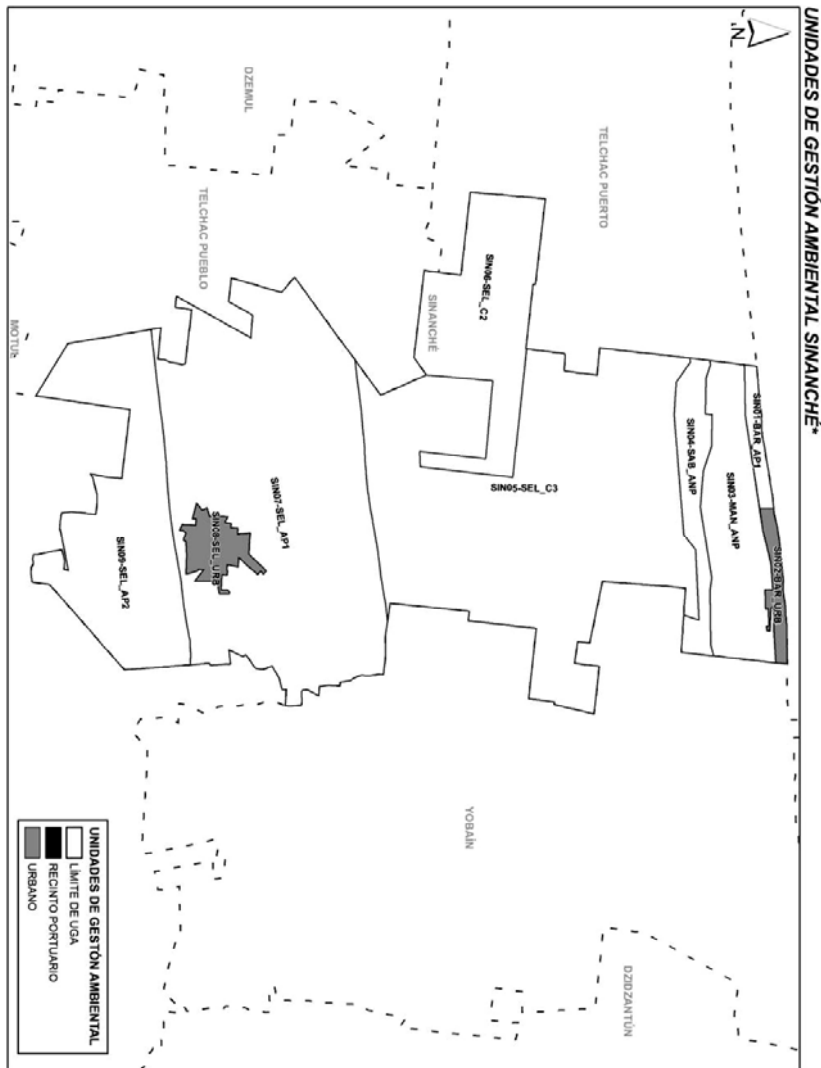 UNIDADES DE GESTIÓN AMBIENTAL SINANCHÉ*
N
TELCHAC PUERTO
DZEMUL
TELCHAC PUEBLO
SINANCHÉ
MOTUL
YOBAÍN
DZIDZANTÚN
SIN01-BAR_AP1
SIN02-BAR_URB
SIN03-MAN_ANP
SIN04-SAB_ANP
SIN05-SEL_C3
SIN06-SEL_C2
SIN07-SEL_AP1
SIN08-SEL_URB
SIN09-SEL_AP2
UNIDADES DE GESTÓN AMBIENTAL
LÍMITE DE UGA
RECINTO PORTUARIO
URBANO